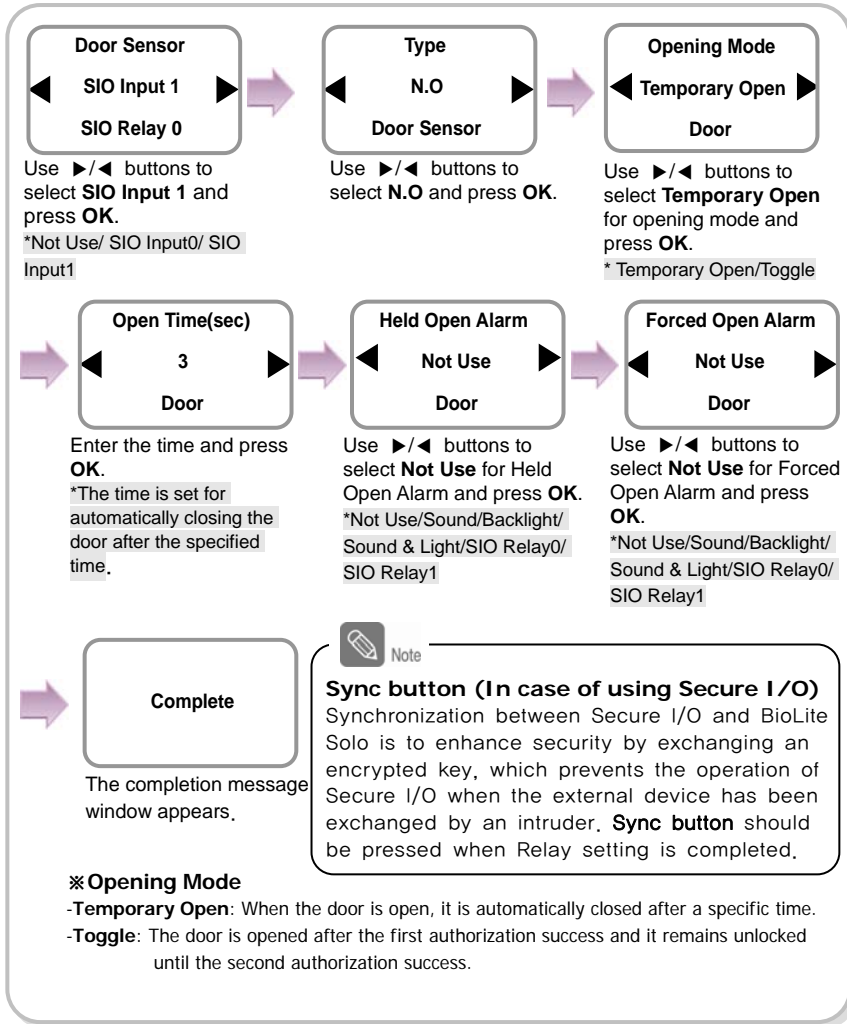 Door Sensor
◀ SIO Input 1 ▶
SIO Relay 0
Use ▶/◀ buttons to
select SIO Input 1 and
press OK.
*Not Use/ SIO Input0/ SIO
Input1
Type
◀ N.O ▶
Door Sensor
Use ▶/◀ buttons to
select N.O and press OK.
Opening Mode
◀ Temporary Open ▶
Door
Use ▶/◀ buttons to
select Temporary Open
for opening mode and
press OK.
* Temporary Open/Toggle
Open Time(sec)
◀ 3 ▶
Door
Enter the time and press
OK.
*The time is set for
automatically closing the
door after the specified
time.
Held Open Alarm
◀ Not Use ▶
Door
Use ▶/◀ buttons to
select Not Use for Held
Open Alarm and press OK.
*Not Use/Sound/Backlight/
Sound & Light/SIO Relay0/
SIO Relay1
Forced Open Alarm
◀ Not Use ▶
Door
Use ▶/◀ buttons to
select Not Use for Forced
Open Alarm and press
OK.
*Not Use/Sound/Backlight/
Sound & Light/SIO Relay0/
SIO Relay1
Complete
The completion message
window appears.
Note
Sync button (In case of using Secure I/O)
Synchronization between Secure I/O and BioLite
Solo is to enhance security by exchanging an
encrypted key, which prevents the operation of
Secure I/O when the external device has been
exchanged by an intruder. Sync button should
be pressed when Relay setting is completed.
※Opening Mode
-Temporary Open: When the door is open, it is automatically closed after a specific time.
-Toggle: The door is opened after the first authorization success and it remains unlocked
until the second authorization success.